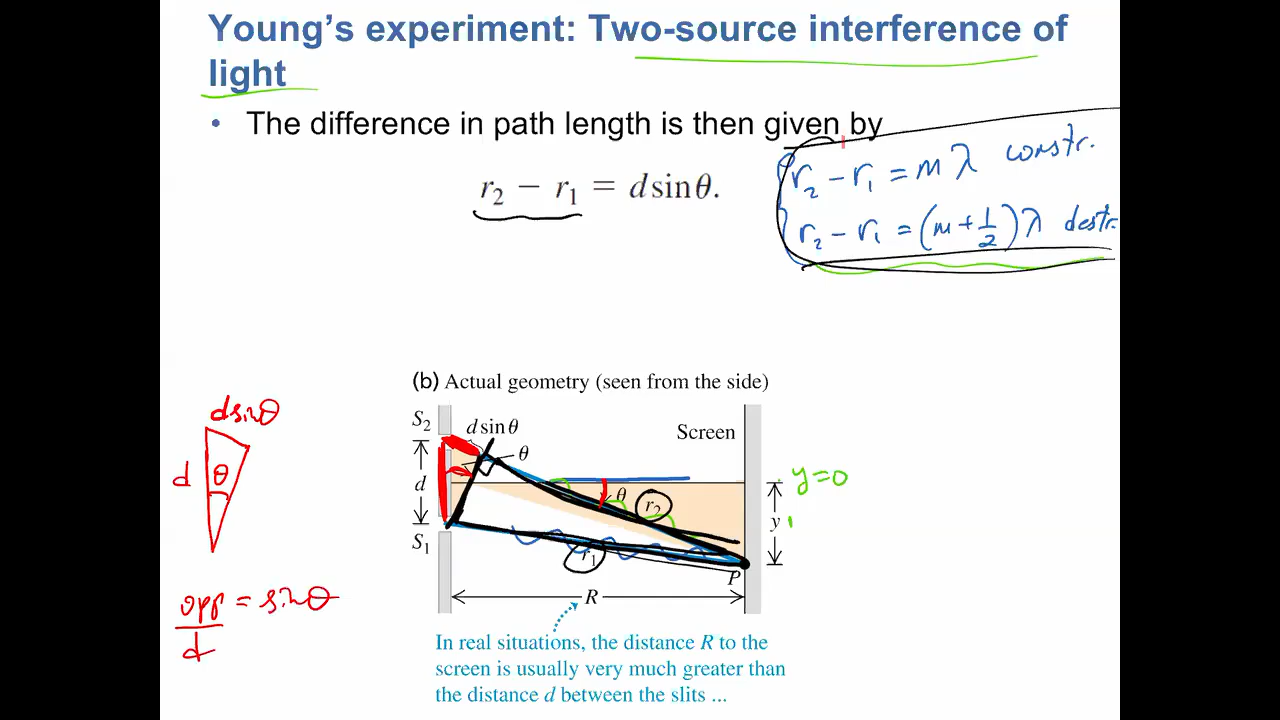 Young's experiment: Two-source interference of
light
• The difference in path length is then given by
r₂ − r₁ = d sinθ.
r₂ − r₁ = mλ constr.
r₂ − r₁ = (m + 1/2)λ destr.
(b) Actual geometry (seen from the side)
S₂
d sin θ
Screen
θ
d
θ
r₂
y=0
y
S₁
r₁
P
R
In real situations, the distance R to the
screen is usually very much greater than
the distance d between the slits ...
dsinθ
d
θ
opp/d = sinθ